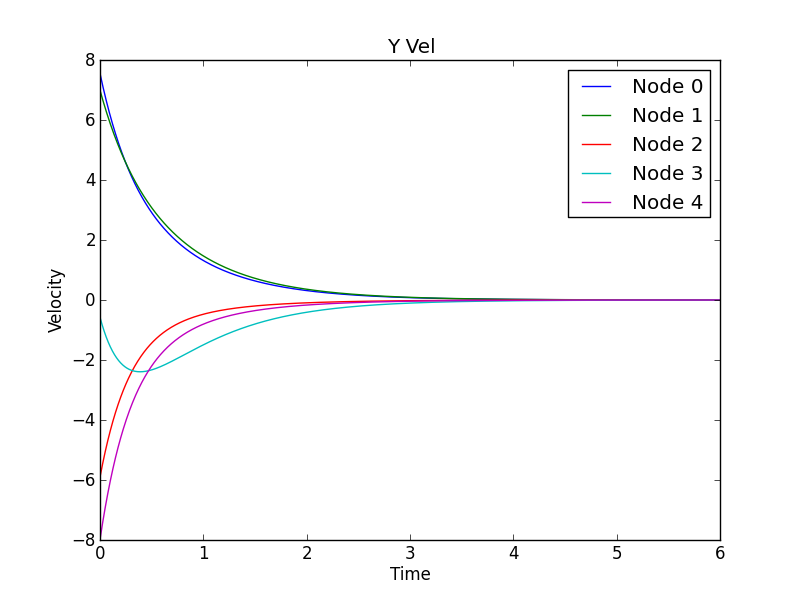 Y Vel
8
6
4
2
0
−2
−4
−6
−8
Velocity
0 1 2 3 4 5 6
Time
Node 0
Node 1
Node 2
Node 3
Node 4